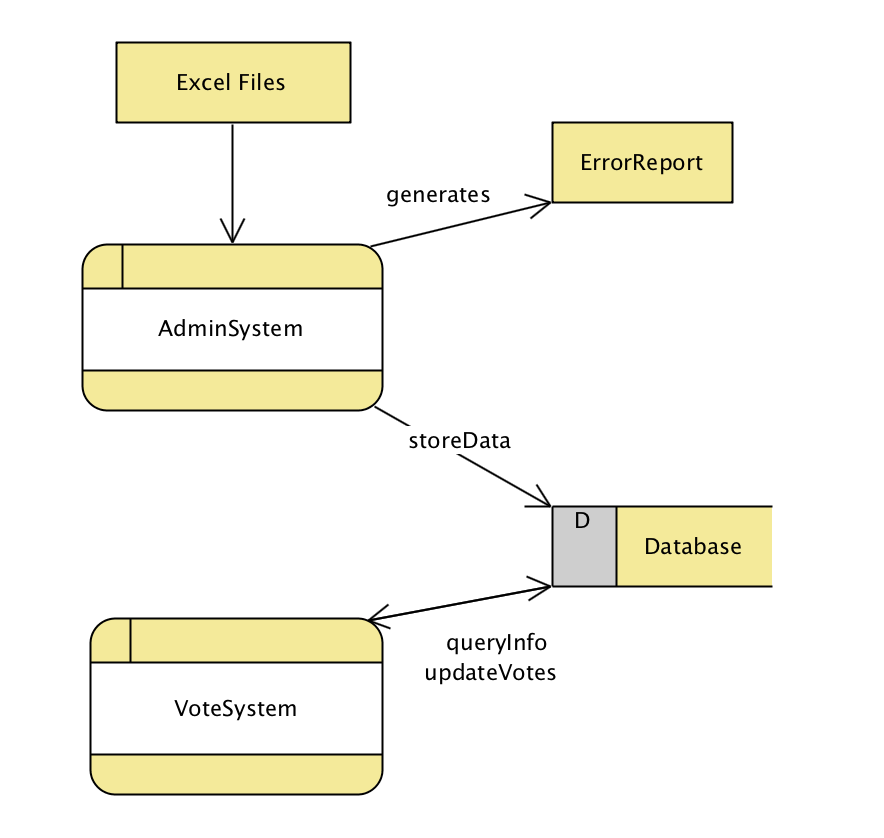 Excel Files
ErrorReport
generates
AdminSystem
storeData
D
Database
queryInfo
updateVotes
VoteSystem